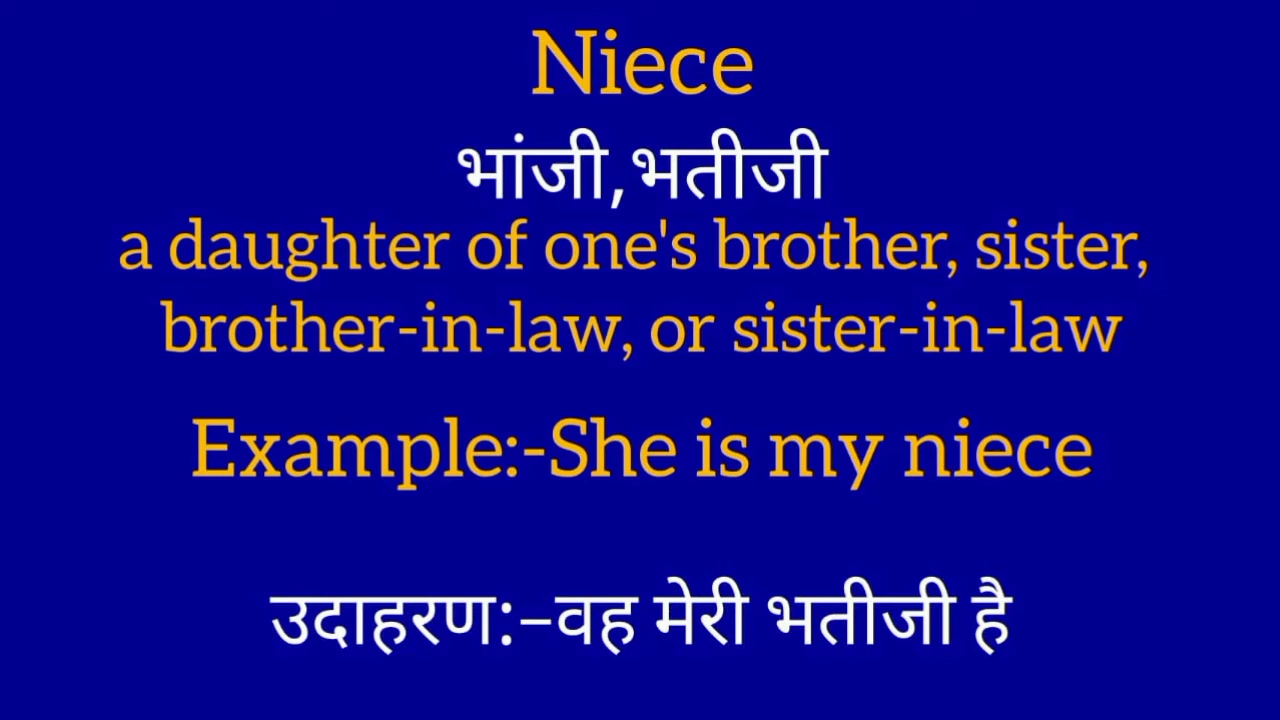 Niece
भांजी,भतीजी
a daughter of one's brother, sister,
brother-in-law, or sister-in-law
Example:-She is my niece
उदाहरण:–वह मेरी भतीजी है